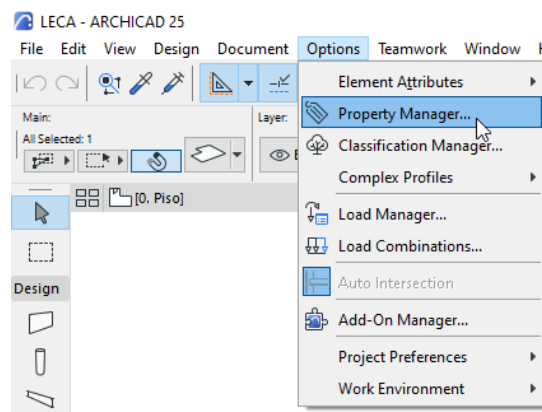 LECA - ARCHICAD 25
File Edit View Design Document Options Teamwork Window
Main:
Layer:
All Selected: 1
[0. Piso]
Design
Element Attributes
Property Manager...
Classification Manager...
Complex Profiles
Load Manager...
Load Combinations...
Auto Intersection
Add-On Manager...
Project Preferences
Work Environment